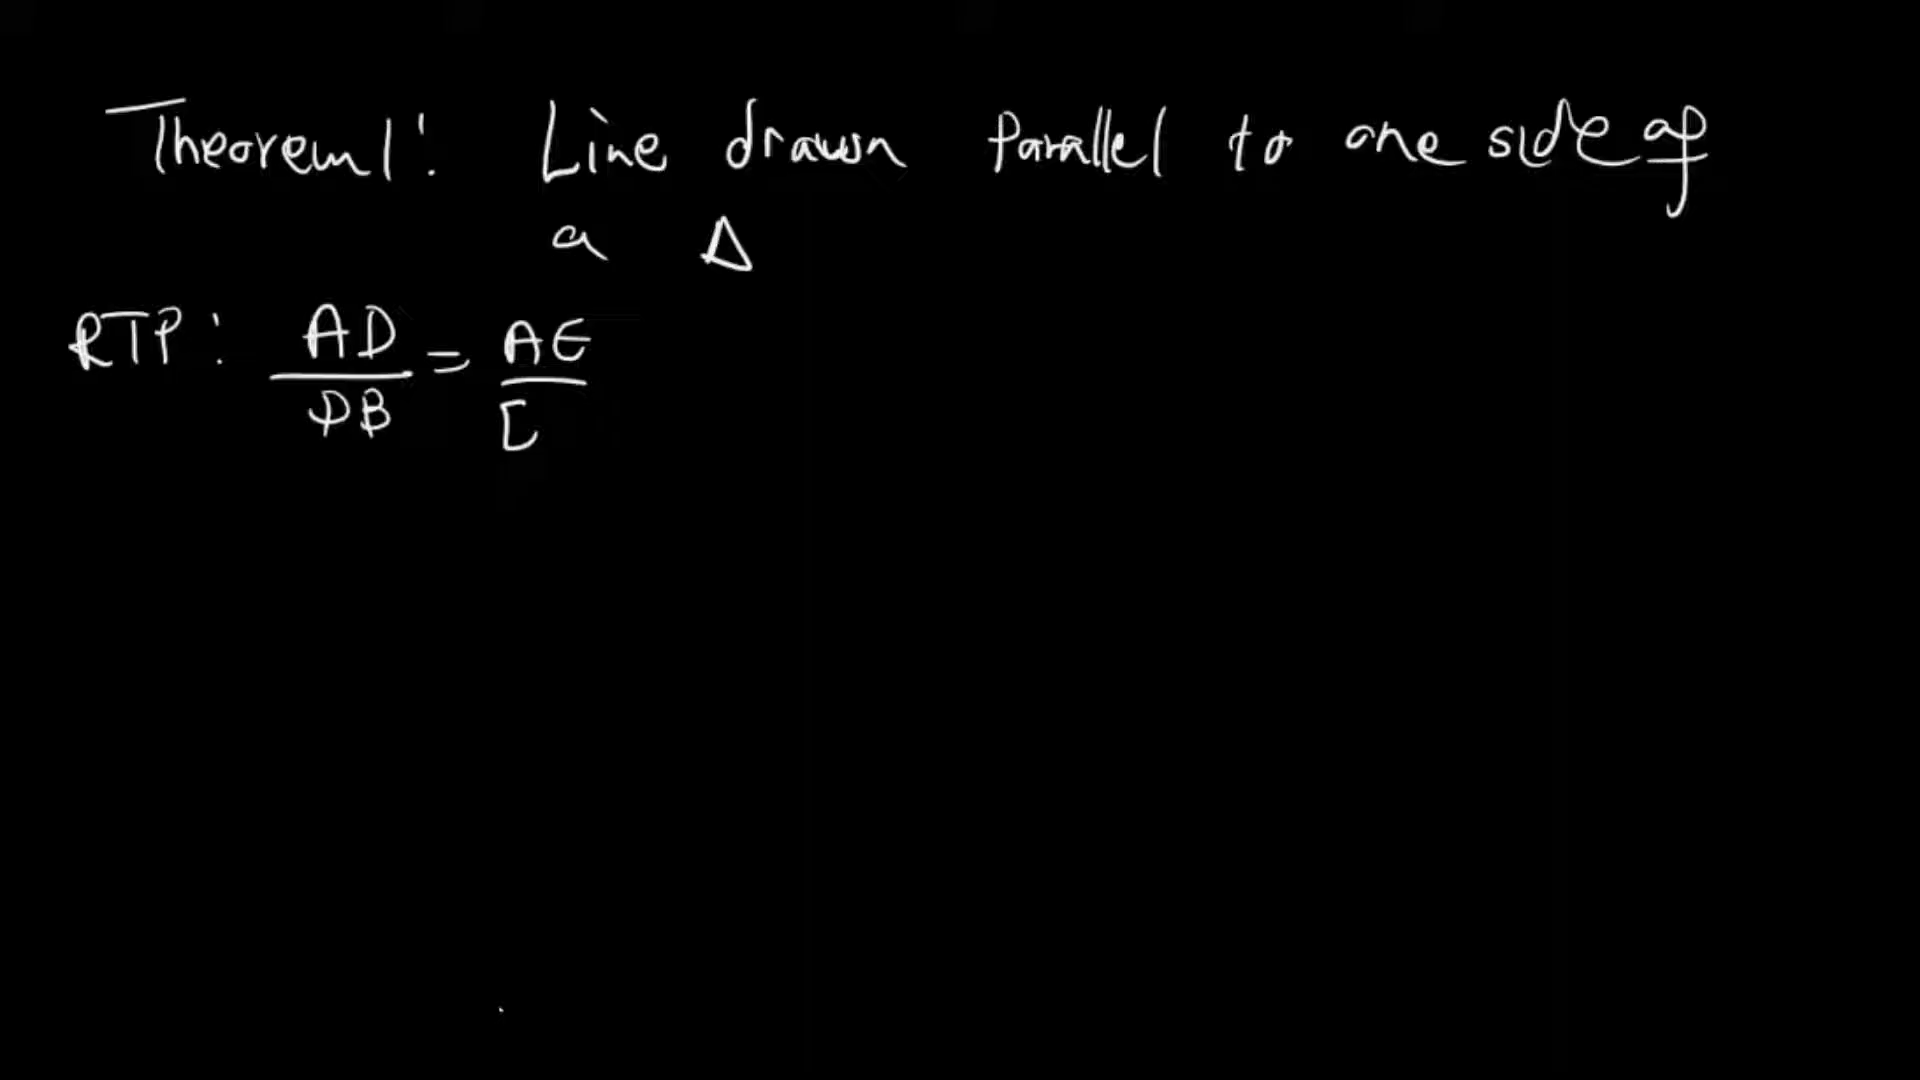 Theorem 1: Line drawn parallel to one side of
a Δ
RTP: AD/DB = AE/